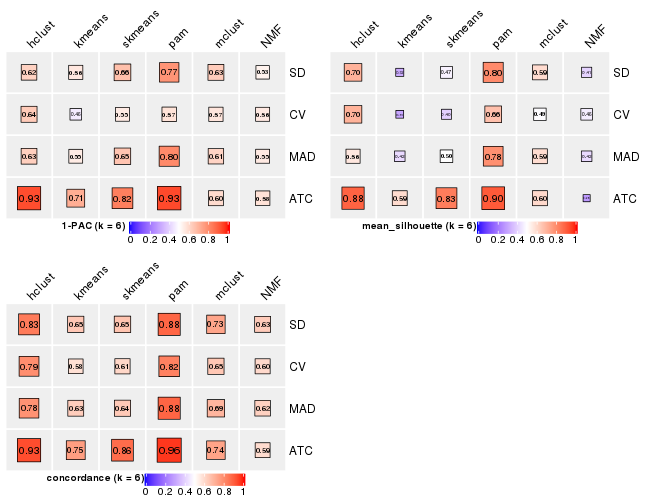 hclust kmeans skmeans pam mclust NMF
0.62 0.56 0.66 0.77 0.63 0.53 SD
0.64 0.46 0.55 0.57 0.57 0.56 CV
0.63 0.55 0.65 0.80 0.61 0.55 MAD
0.93 0.71 0.82 0.93 0.60 0.50 ATC
1-PAC (k = 6)
0 0.2 0.4 0.6 0.8 1
hclust kmeans skmeans pam mclust NMF
0.70 0.47 0.80 0.59 SD
0.70 0.66 0.49 CV
0.56 0.50 0.78 0.59 MAD
0.88 0.59 0.83 0.90 0.60 ATC
mean_silhouette (k = 6)
0 0.2 0.4 0.6 0.8 1
hclust kmeans skmeans pam mclust NMF
0.83 0.65 0.65 0.88 0.73 0.63 SD
0.79 0.58 0.61 0.82 0.65 0.60 CV
0.78 0.63 0.64 0.88 0.69 0.62 MAD
0.93 0.75 0.86 0.96 0.74 0.59 ATC
concordance (k = 6)
0 0.2 0.4 0.6 0.8 1